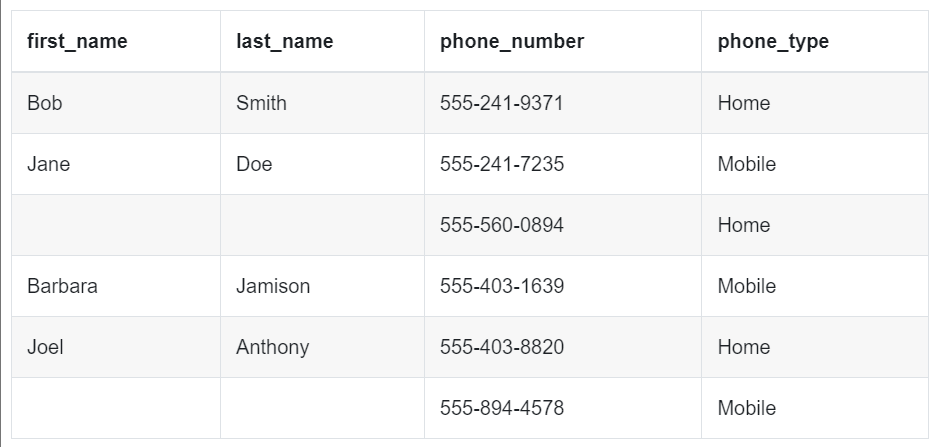 first_name last_name phone_number phone_type
Bob Smith 555-241-9371 Home
Jane Doe 555-241-7235 Mobile
555-560-0894 Home
Barbara Jamison 555-403-1639 Mobile
Joel Anthony 555-403-8820 Home
555-894-4578 Mobile